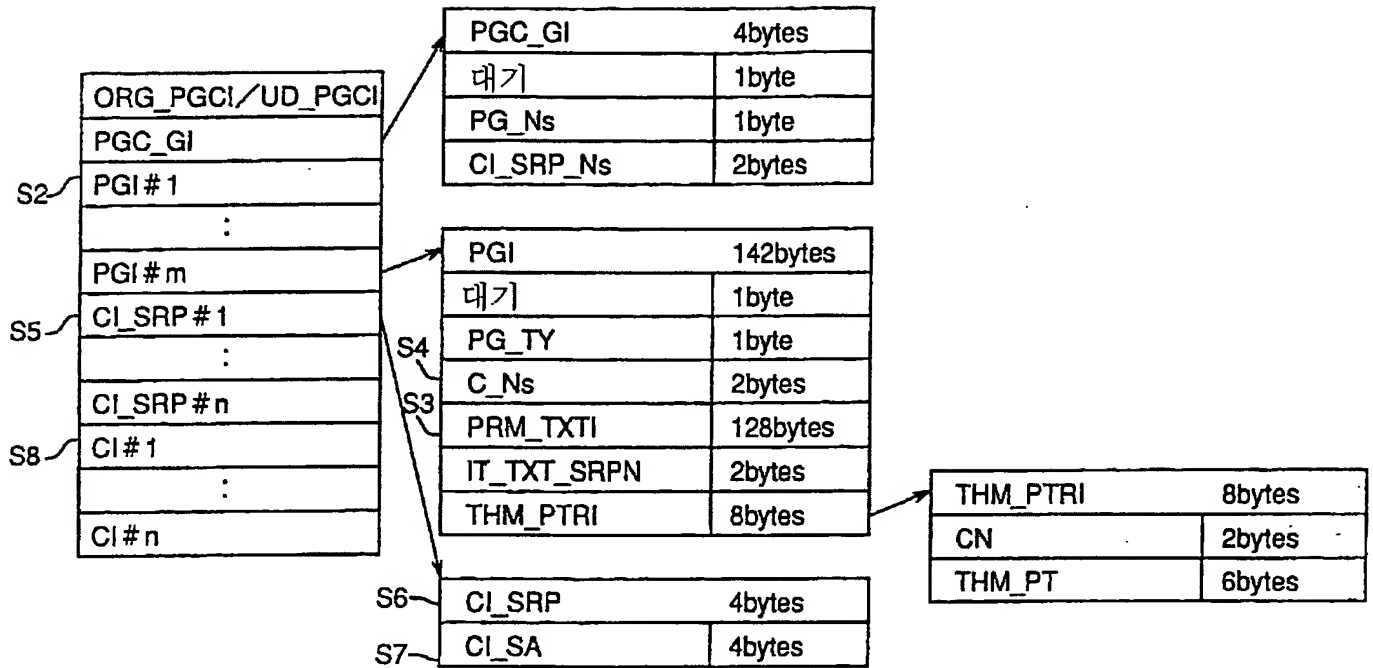 ORG_PGCI/UD_PGCI
PGC_GI
S2
PGI#1
:
PGI#m
S5
CI_SRP#1
:
CI_SRP#n
S8
CI#1
:
CI#n
PGC_GI 4bytes
대기 1byte
PG_Ns 1byte
CI_SRP_Ns 2bytes
PGI 142bytes
대기 1byte
PG_TY 1byte
S4
C_Ns 2bytes
S3
PRM_TXTI 128bytes
IT_TXT_SRPN 2bytes
THM_PTRI 8bytes
S6
CI_SRP 4bytes
S7
CI_SA 4bytes
THM_PTRI 8bytes
CN 2bytes
THM_PT 6bytes